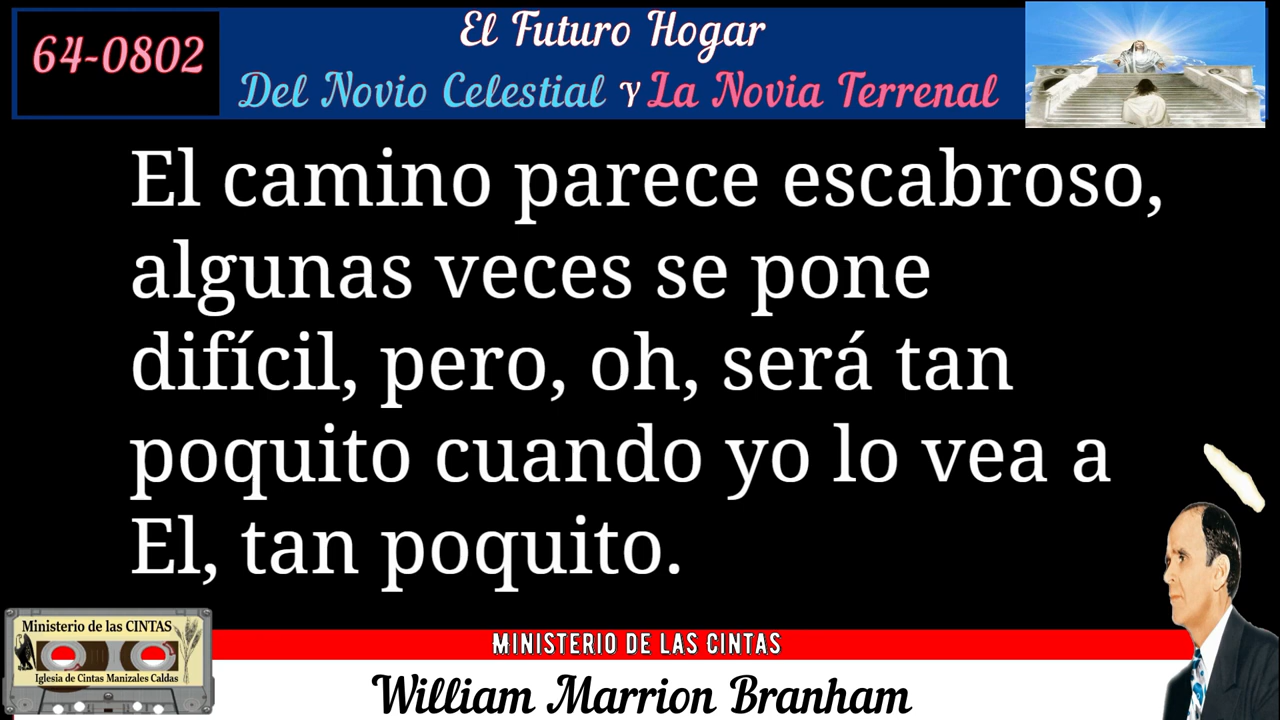 64-0802
El Futuro Hogar
Del Novio Celestial Y La Novia Terrenal
El camino parece escabroso,
algunas veces se pone
difícil, pero, oh, será tan
poquito cuando yo lo vea a
El, tan poquito.
Ministerio de las CINTAS
Iglesia de Cintas Manizales Caldas
MINISTERIO DE LAS CINTAS
William Marrion Branham